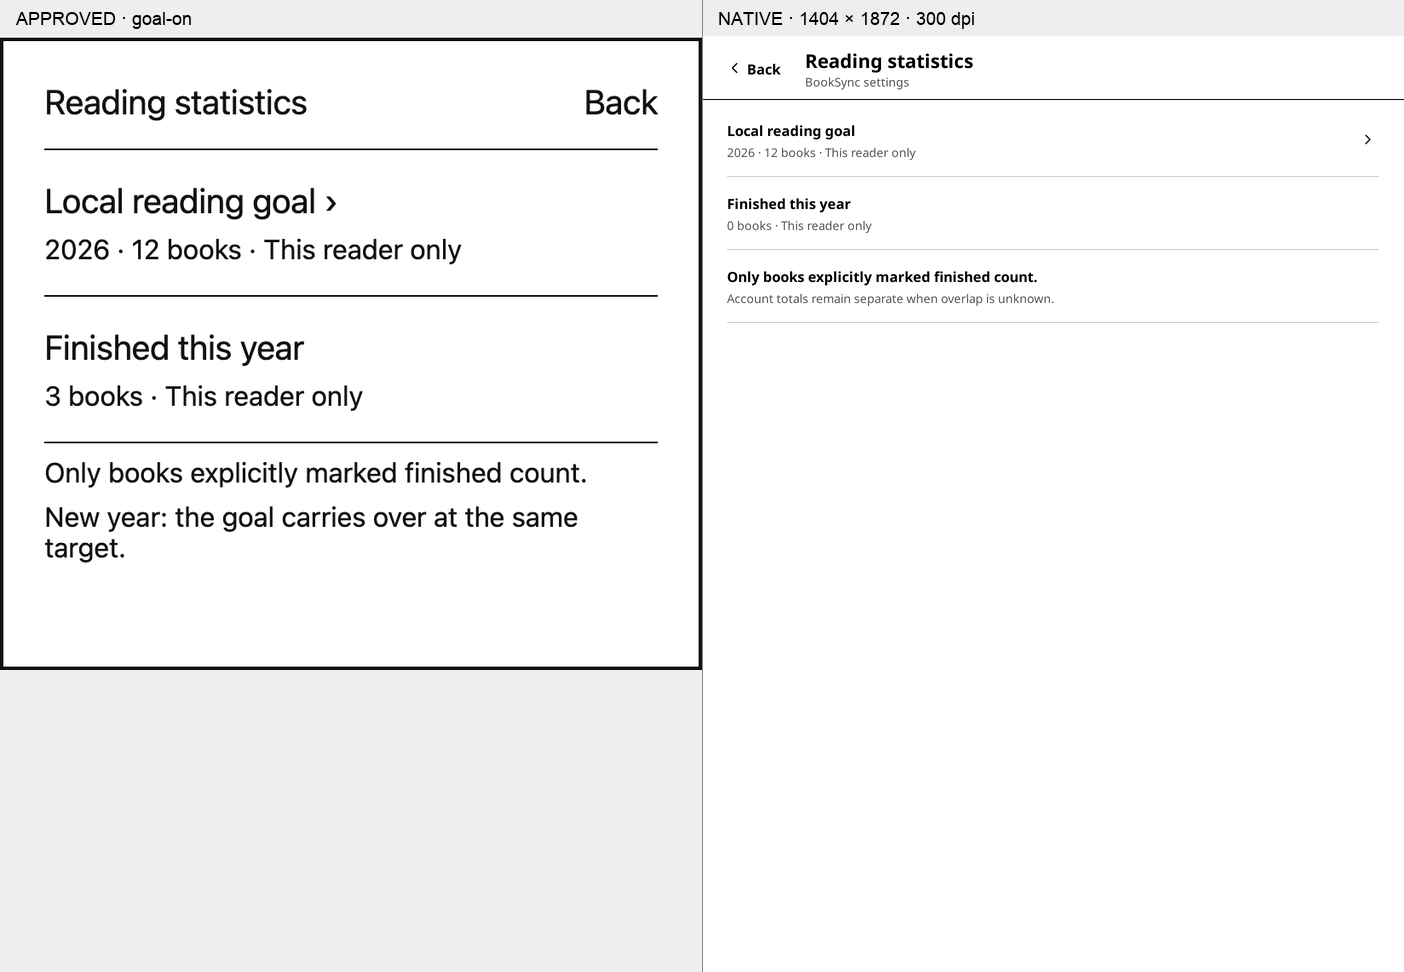 APPROVED · goal-on
Reading statistics
Back
Local reading goal ›
2026 · 12 books · This reader only
Finished this year
3 books · This reader only
Only books explicitly marked finished count.
New year: the goal carries over at the same
target.
NATIVE · 1404 × 1872 · 300 dpi
Back
Reading statistics
BookSync settings
Local reading goal
2026 · 12 books · This reader only
Finished this year
0 books · This reader only
Only books explicitly marked finished count.
Account totals remain separate when overlap is unknown.